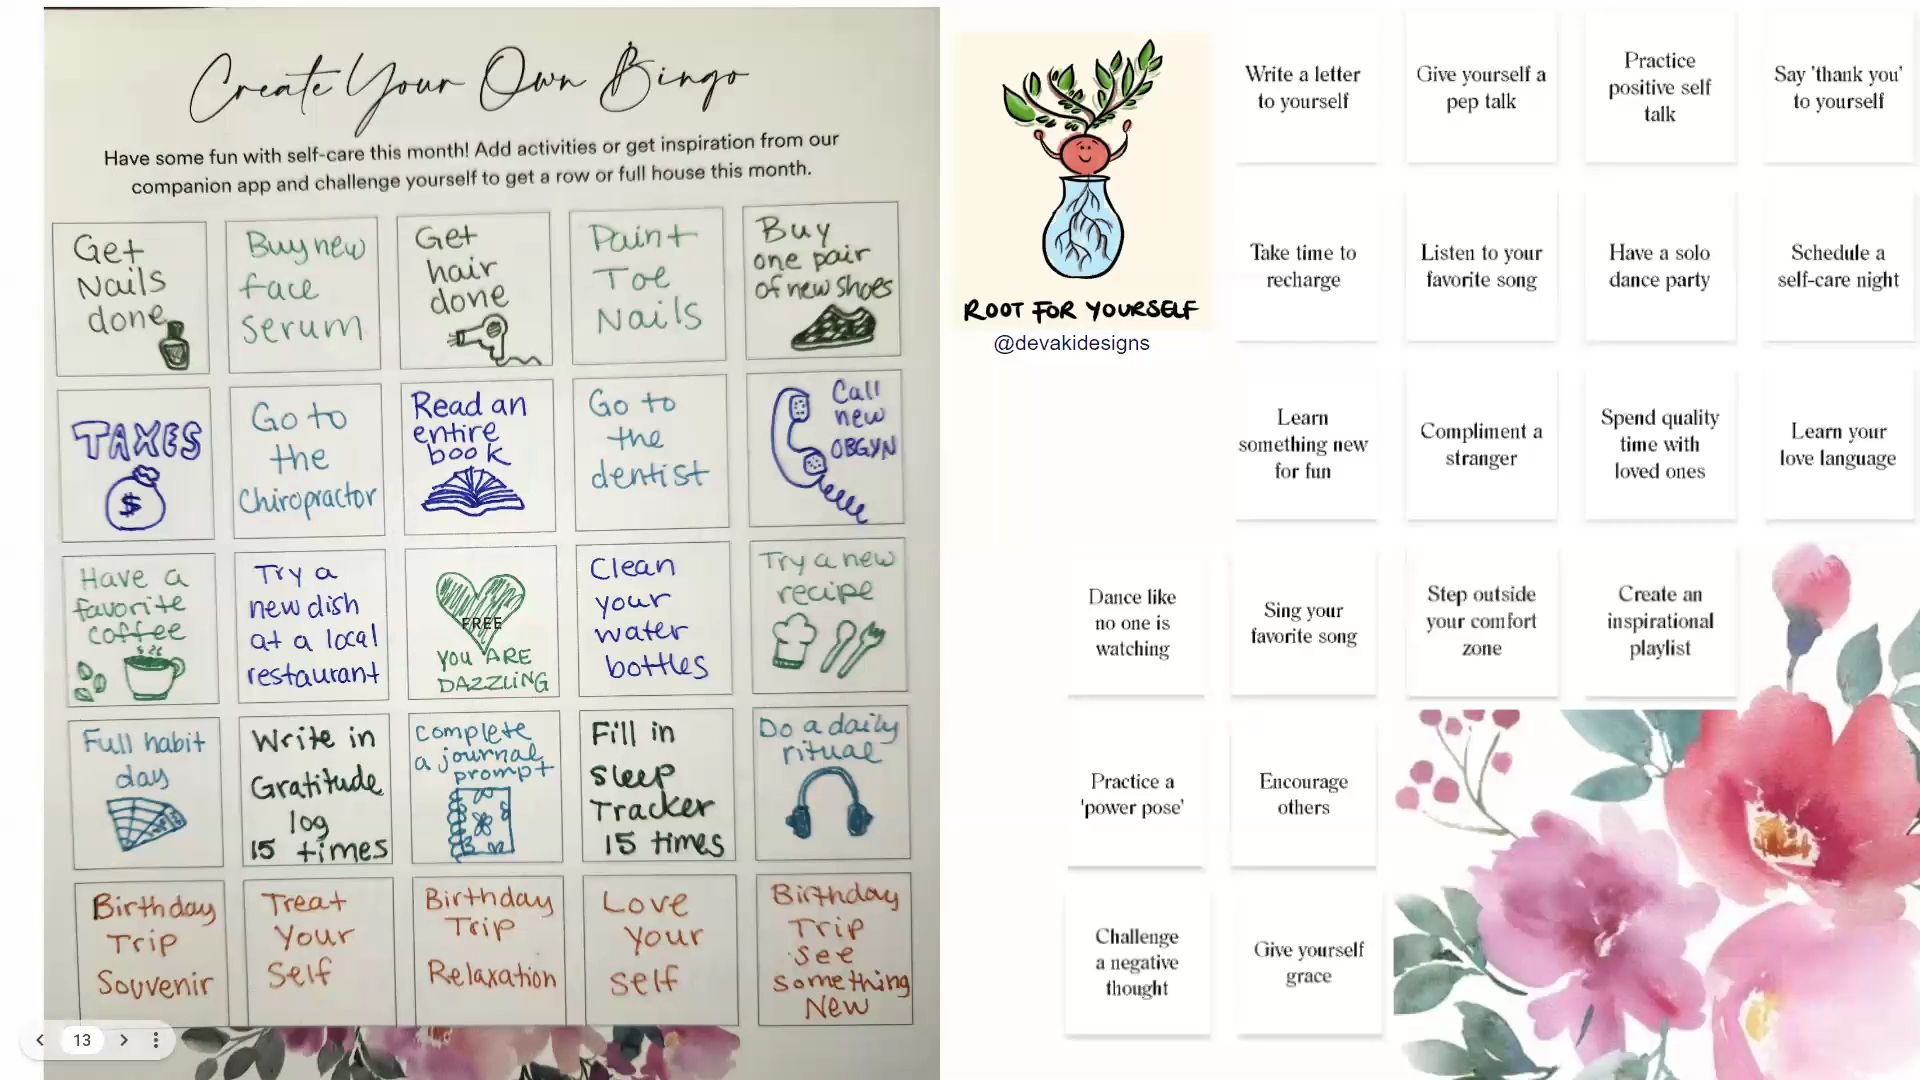 Create Your Own Bingo
Have some fun with self-care this month! Add activities or get inspiration from our
companion app and challenge yourself to get a row or full house this month.
Get
Nails
done
Buy new
face
serum
Get
hair
done
Paint
Toe
Nails
Buy
one pair
of new shoes
TAXES
$
Go to
the
Chiropractor
Read an
entire
book
Go to
the
dentist
Call
new
OBGYN
Have a
favorite
coffee
Try a
new dish
at a local
restaurant
FREE
YOU ARE
DAZZLING
Clean
your
water
bottles
Try a new
recipe
Full habit
day
Write in
Gratitude
log
15 times
Complete
a journal
prompt
Fill in
Sleep
Tracker
15 times
Do a daily
ritual
Birthday
Trip
Souvenir
Treat
Your
Self
Birthday
Trip
Relaxation
Love
Your
Self
Birthday
Trip
See
something
New
13
ROOT FOR YOURSELF
@devakidesigns
Write a letter
to yourself
Give yourself a
pep talk
Practice
positive self
talk
Say 'thank you'
to yourself
Take time to
recharge
Listen to your
favorite song
Have a solo
dance party
Schedule a
self-care night
Learn
something new
for fun
Compliment a
stranger
Spend quality
time with
loved ones
Learn your
love language
Dance like
no one is
watching
Sing your
favorite song
Step outside
your comfort
zone
Create an
inspirational
playlist
Practice a
'power pose'
Encourage
others
Challenge
a negative
thought
Give yourself
grace